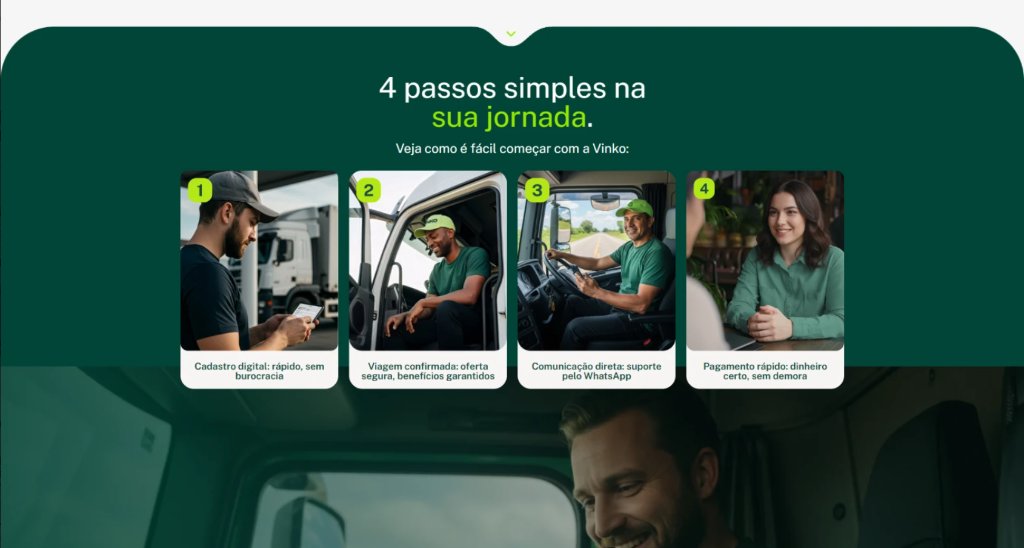 4 passos simples na
sua jornada.
Veja como é fácil começar com a Vinko:
1
2
3
4
Cadastro digital: rápido, sem
burocracia
Viagem confirmada: oferta
segura, benefícios garantidos
Comunicação direta: suporte
pelo WhatsApp
Pagamento rápido: dinheiro
certo, sem demora